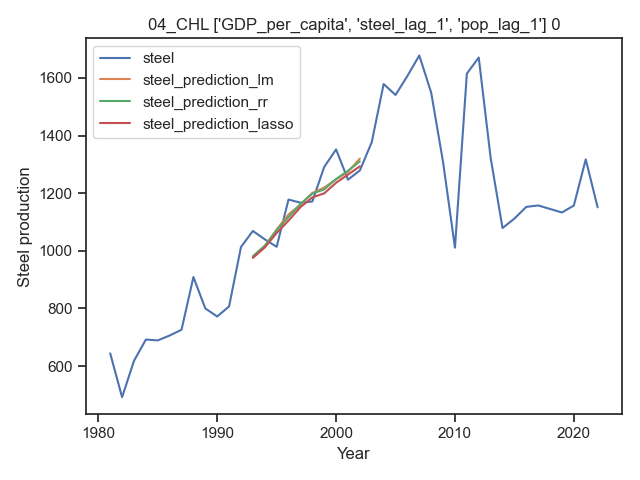 04_CHL ['GDP_per_capita', 'steel_lag_1', 'pop_lag_1'] 0
steel
steel_prediction_lm
steel_prediction_rr
steel_prediction_lasso
Steel production
1600
1400
1200
1000
800
600
1980
1990
2000
2010
2020
Year